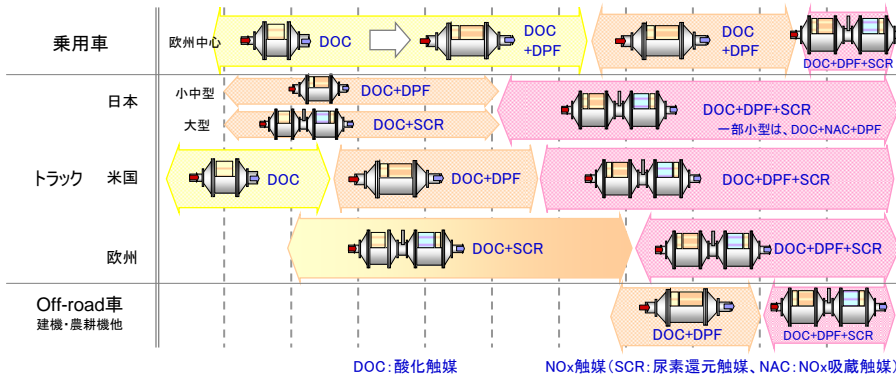 乗用車
欧州中心
DOC
DOC
+DPF
DOC
+DPF
DOC+DPF+SCR
日本
小中型
DOC+DPF
大型
DOC+SCR
DOC+DPF+SCR
一部小型は、DOC+NAC+DPF
トラック
米国
DOC
DOC+DPF
DOC+DPF+SCR
欧州
DOC+SCR
DOC+DPF+SCR
Off-road車
建機・農耕機他
DOC+DPF
DOC+DPF+SCR
DOC:酸化触媒
NOx触媒(SCR:尿素還元触媒、NAC:NOx吸蔵触媒)